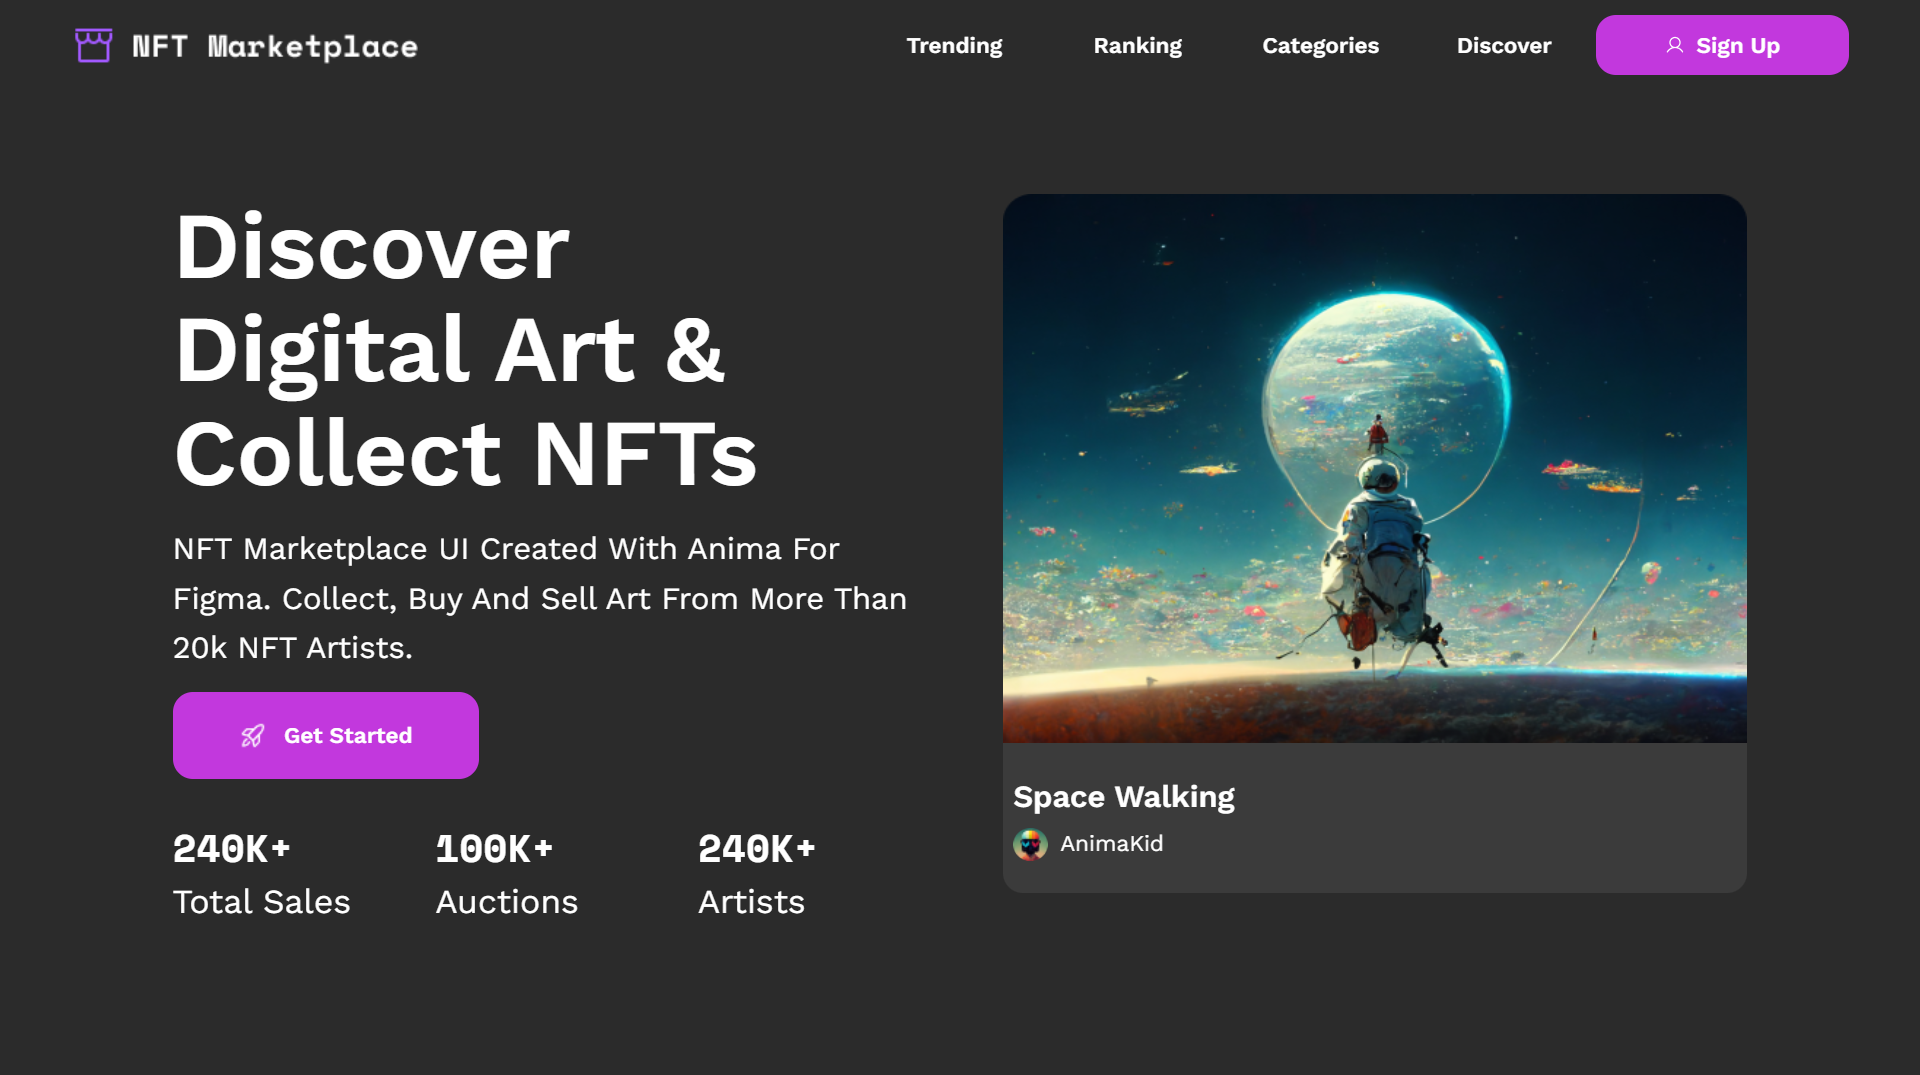 NFT Marketplace
Trending
Ranking
Categories
Discover
Sign Up
Discover
Digital Art &
Collect NFTs
NFT Marketplace UI Created With Anima For
Figma. Collect, Buy And Sell Art From More Than
20k NFT Artists.
Get Started
240K+
Total Sales
100K+
Auctions
240K+
Artists
Space Walking
AnimaKid